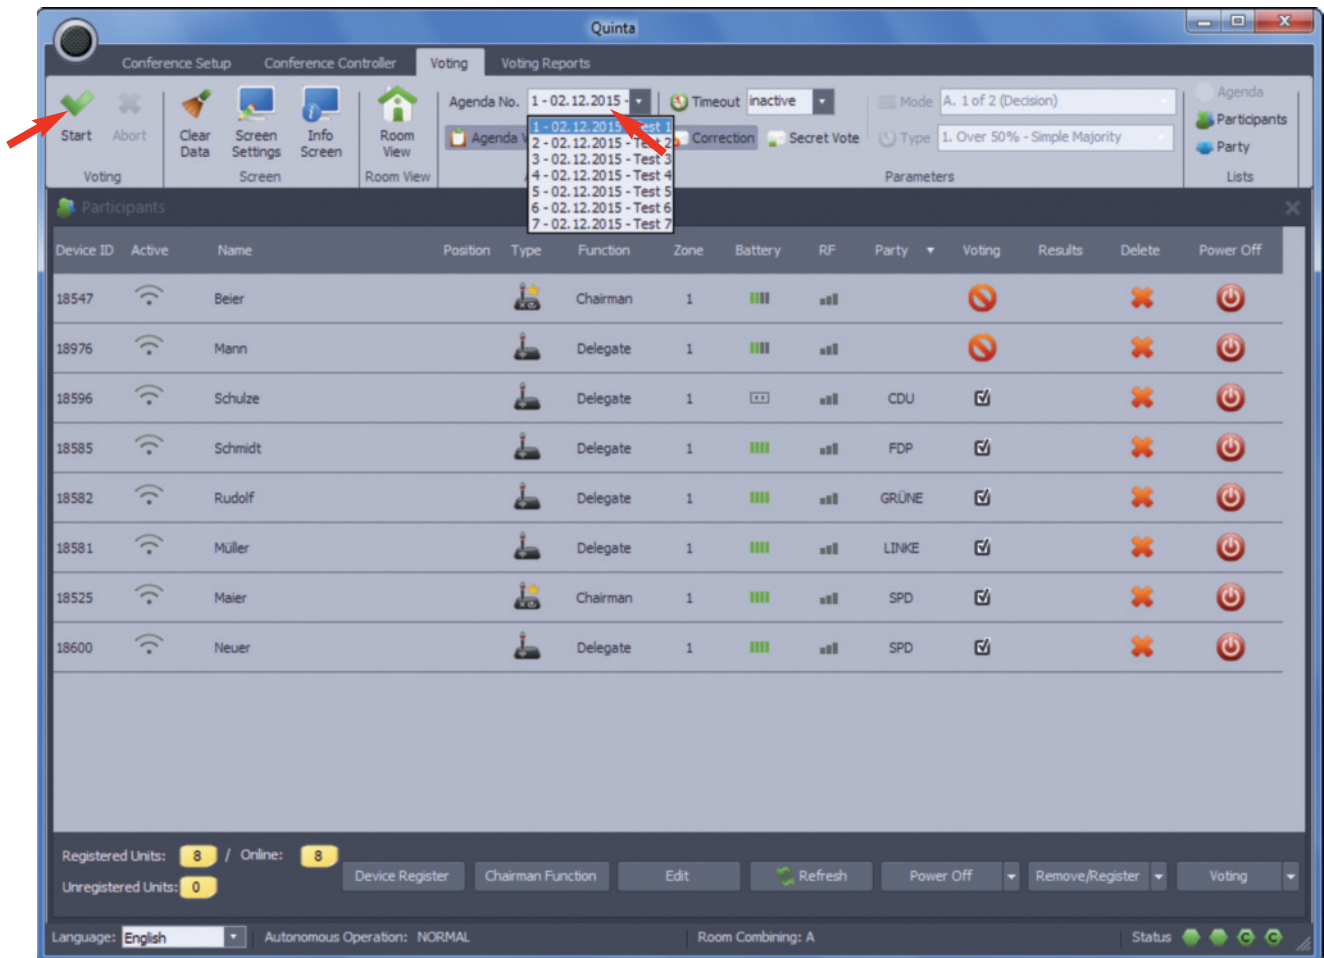 Quinta
Conference Setup Conference Controller Voting Voting Reports
Agenda No. 1 - 02.12.2015 - Timeout inactive Mode A. 1 of 2 (Decision) Agenda
Start Abort Clear Data Screen Settings Info Screen Room View Agenda Correction Secret Vote Type 1. Over 50% - Simple Majority Participants
Party
Voting Screen Room View Parameters Lists
1 - 02.12.2015 - Test 1
2 - 02.12.2015 - Test 2
3 - 02.12.2015 - Test 3
4 - 02.12.2015 - Test 4
5 - 02.12.2015 - Test 5
6 - 02.12.2015 - Test 6
7 - 02.12.2015 - Test 7
Participants
Device ID Active Name Position Type Function Zone Battery RF Party Voting Results Delete Power Off
18547 Beier Chairman 1
18976 Mann Delegate 1
18596 Schulze Delegate 1 CDU
18585 Schmidt Delegate 1 FDP
18582 Rudolf Delegate 1 GRÜNE
18581 Müller Delegate 1 LINKE
18525 Maier Chairman 1 SPD
18600 Neuer Delegate 1 SPD
Registered Units: 8 / Online: 8
Unregistered Units: 0
Device Register Chairman Function Edit Refresh Power Off Remove/Register Voting
Language: English Autonomous Operation: NORMAL Room Combining: A Status C C